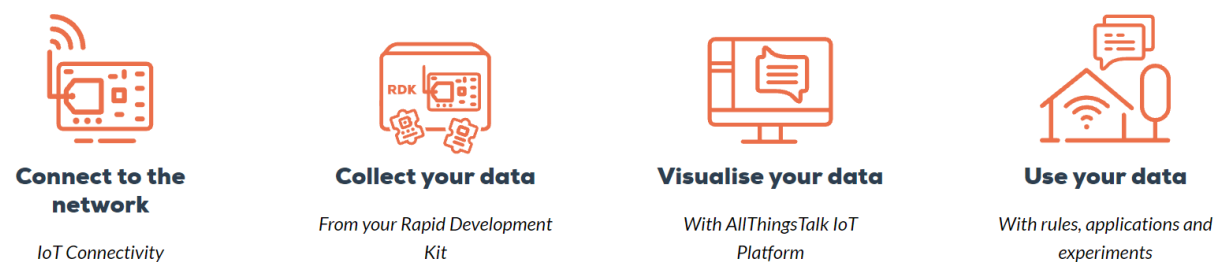 RDK
Connect to the
network
IoT Connectivity
Collect your data
From your Rapid Development
Kit
Visualise your data
With AllThingsTalk IoT
Platform
Use your data
With rules, applications and
experiments